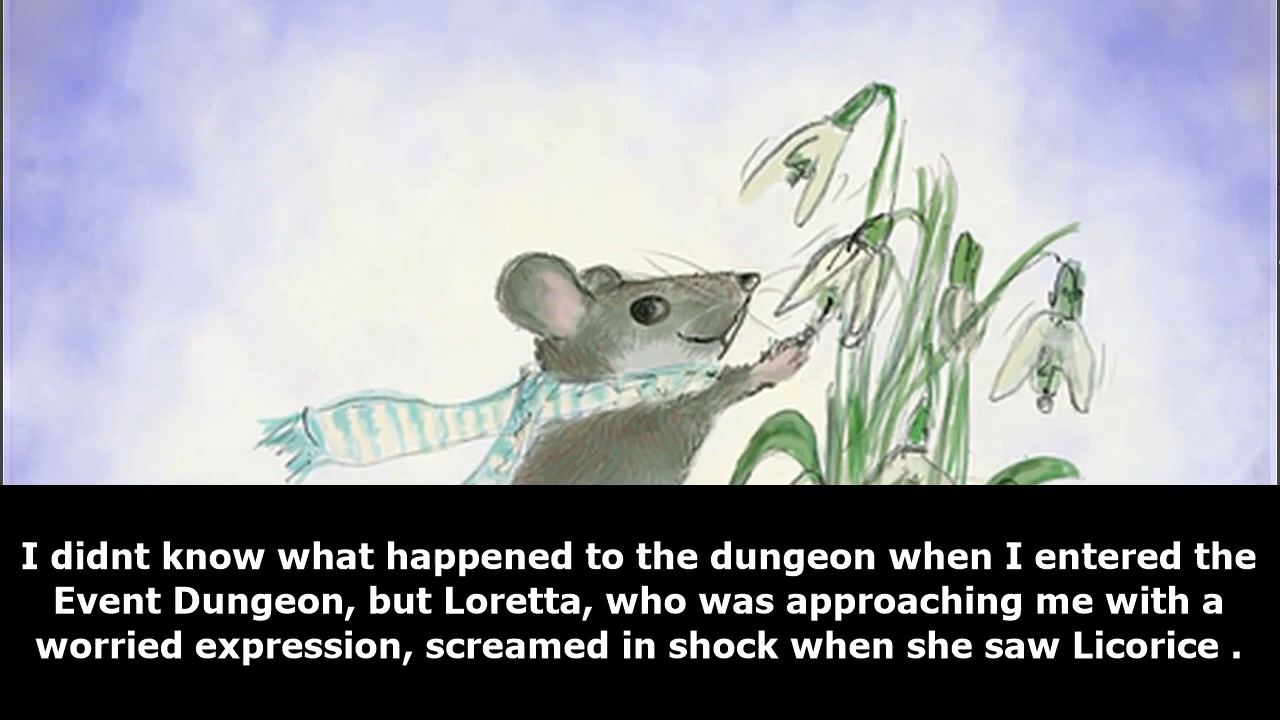 I didnt know what happened to the dungeon when I entered the
Event Dungeon, but Loretta, who was approaching me with a
worried expression, screamed in shock when she saw Licorice .